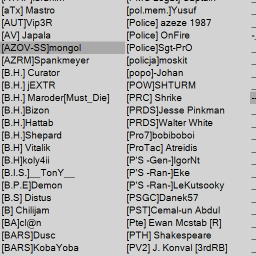 [aTx] Mastro
[AUT]Vip3R
[AV] Japala
[AZOV-SS]mongol
[AZRM]Spankmeyer
[B.H.] Curator
[B.H.] jEXTR
[B.H.] Maroder[Must_Die]
[B.H.]Bizon
[B.H.]Hattab
[B.H.]Shepard
[B.H] Vitalik
[B.H]koly4ii
[B.I.S.]__TonY__
[B.P.E]Demon
[B.S] Distus
[B] Chilijam
[BA]cl@n
[BARS]Dusc
[BARS]KobaYoba
[pol.mem.]Yusuf
[Police] azeze 1987
[Police] OnFire
[Police]Sgt-PrO
[policja]moskit
[popo]-Johan
[POW]SHTURM
[PRC] Shrike
[PRDS]Jesse Pinkman
[PRDS]Walter White
[Pro7]bobiboboi
[ProTac] Atreidis
[P'S -Gen-]IgorNt
[P'S -Ran-]Eke
[P'S -Ran-]LeKutsooky
[PSGC]Danek57
[PST]Cemal-un Abdul
[Pte] Ewan Mcstab [R]
[PTH] Shakespeare
[PV2] J. Konval [3rdRB]